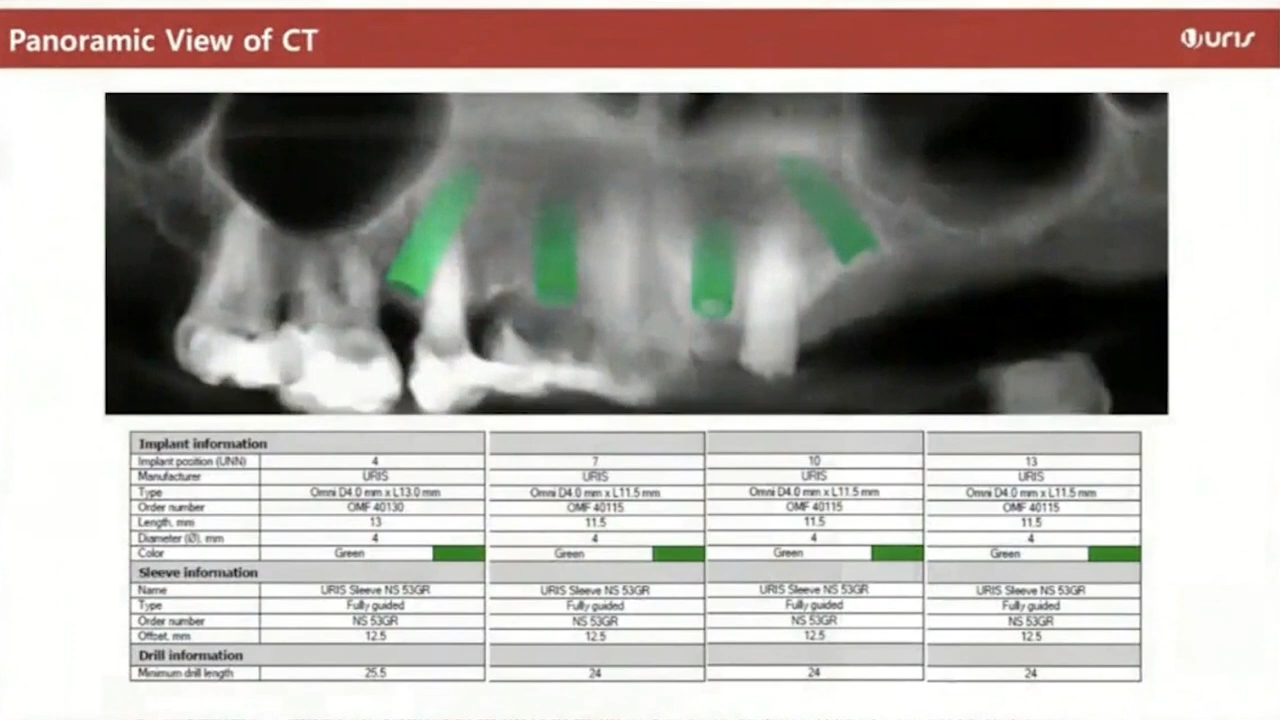 Panoramic View of CT
URIS
Implant information
Implant position (UNN) 4 7 10 13
Manufacturer URIS URIS URIS URIS
Type Omni D4.0 mm x L13.0 mm Omni D4.0 mm x L11.5 mm Omni D4.0 mm x L11.5 mm Omni D4.0 mm x L11.5 mm
Order number OMF 40130 OMF 40115 OMF 40115 OMF 40115
Length, mm 13 11.5 11.5 11.5
Diameter (Ø), mm 4 4 4 4
Color Green Green Green Green
Sleeve information
Name URIS Sleeve NS 53GR URIS Sleeve NS 53GR URIS Sleeve NS 53GR URIS Sleeve NS 53GR
Type Fully guided Fully guided Fully guided Fully guided
Order number NS 53GR NS 53GR NS 53GR NS 53GR
Offset, mm 12.5 12.5 12.5 12.5
Drill information
Minimum drill length 25.5 24 24 24